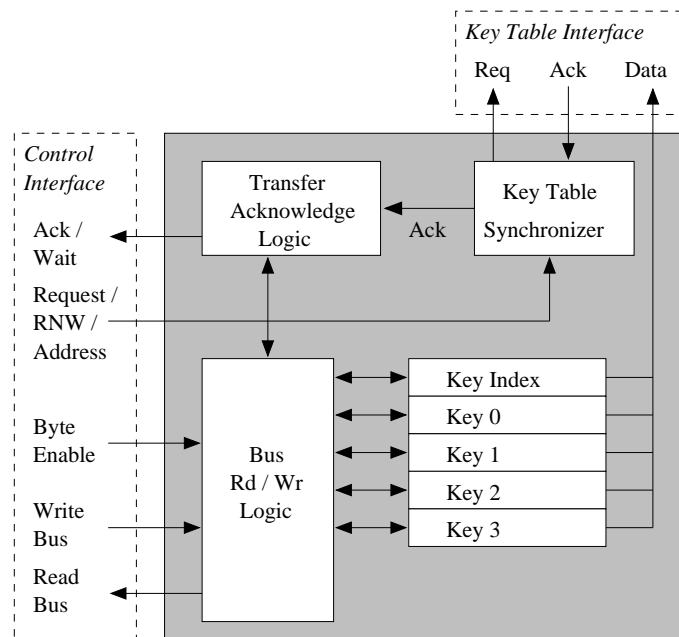 Key Table Interface
Req Ack Data
Control
Interface
Ack /
Wait
Request /
RNW /
Address
Byte
Enable
Write
Bus
Read
Bus
Transfer
Acknowledge
Logic
Ack
Key Table
Synchronizer
Bus
Rd / Wr
Logic
Key Index
Key 0
Key 1
Key 2
Key 3